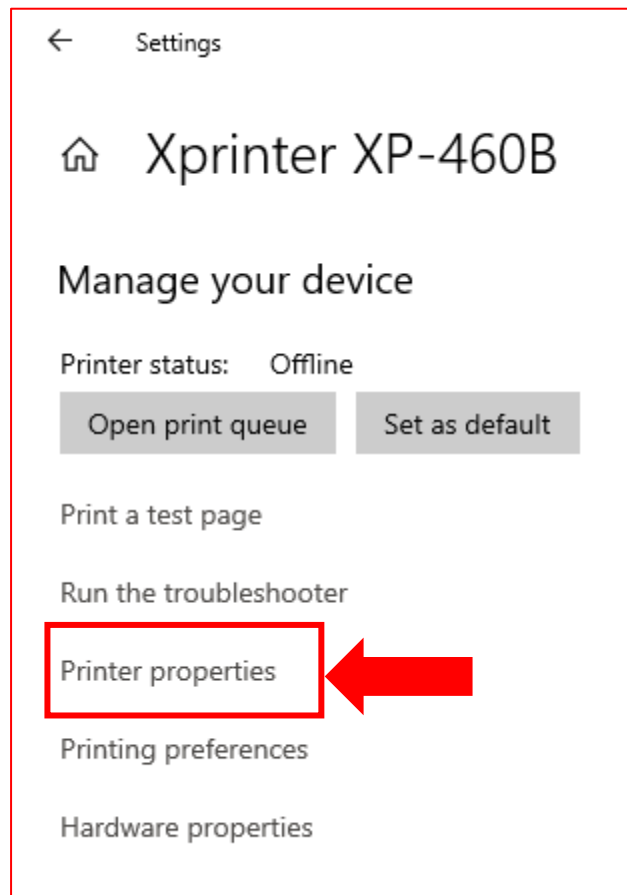 Settings
Xprinter XP-460B
Manage your device
Printer status: Offline
Open print queue Set as default
Print a test page
Run the troubleshooter
Printer properties
Printing preferences
Hardware properties